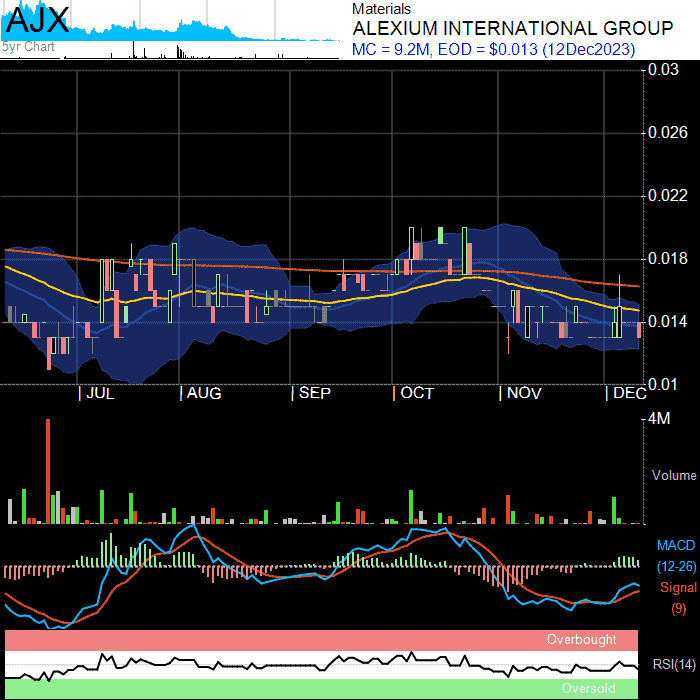 AJX
5yr Chart
Materials
ALEXIUM INTERNATIONAL GROUP
MC = 9.2M, EOD = $0.013 (12Dec2023)
0.03
0.026
0.022
0.018
0.014
0.01
JUL
AUG
SEP
OCT
NOV
DEC
4M
Volume
MACD
(12-26)
Signal
(9)
Overbought
RSI(14)
Oversold